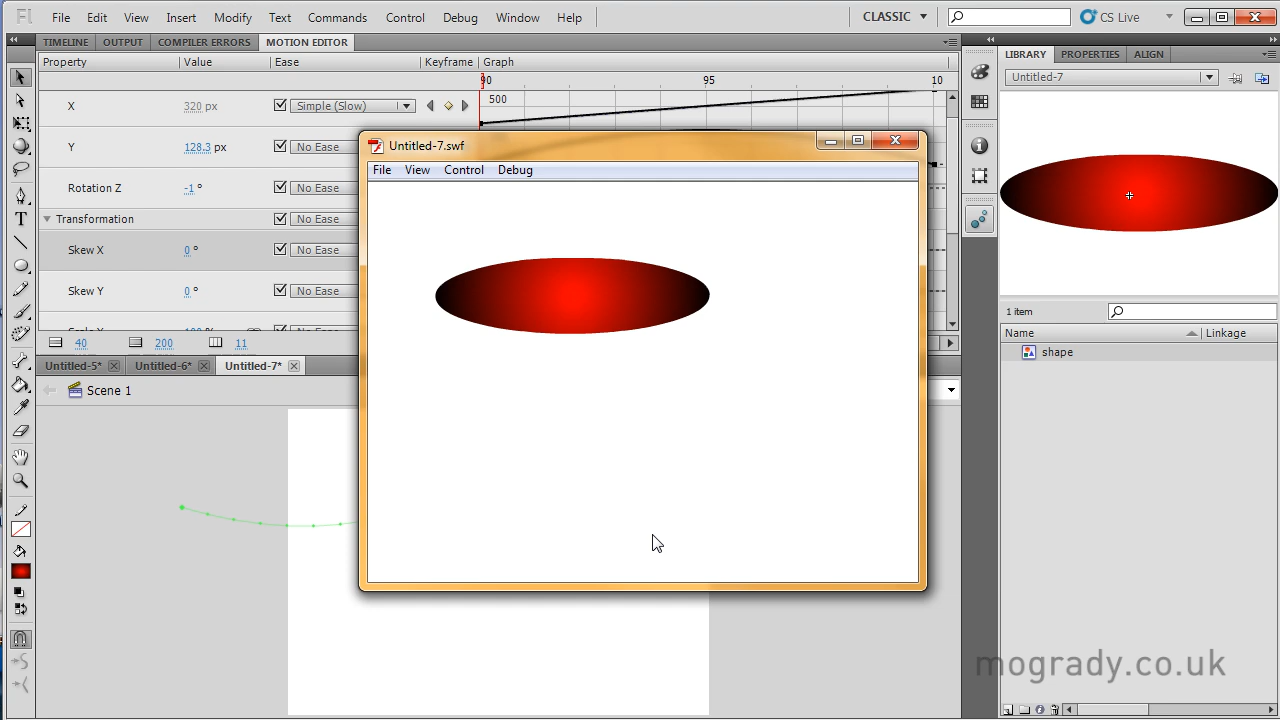 Fl File Edit View Insert Modify Text Commands Control Debug Window Help CLASSIC CS Live
TIMELINE OUTPUT COMPILER ERRORS MOTION EDITOR
LIBRARY PROPERTIES ALIGN
Property Value Ease Keyframe Graph
Untitled-7
90 95 10
X 320 px Simple (Slow) 500
Y 128.3 px No Ease
Untitled-7.swf
File View Control Debug
Rotation Z -1 ° No Ease
Transformation No Ease
Skew X 0 ° No Ease
Skew Y 0 ° No Ease
1 item
Name Linkage
40 200 11
shape
Untitled-5* Untitled-6* Untitled-7*
Scene 1
T
mogrady.co.uk